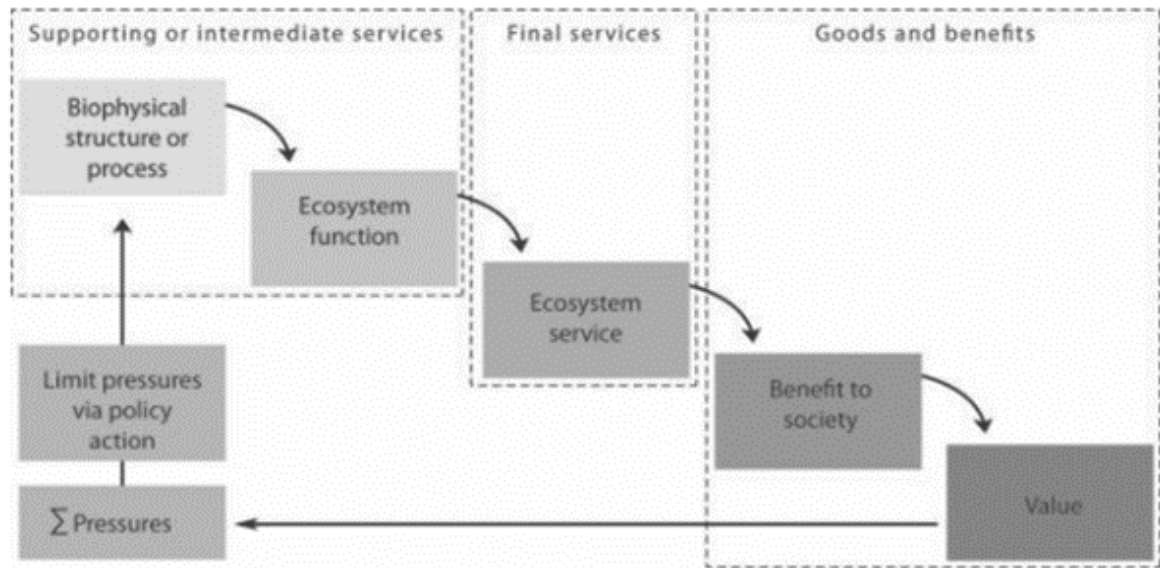 Supporting or intermediate services
Final services
Goods and benefits
Biophysical
structure or
process
Ecosystem
function
Ecosystem
service
Limit pressures
via policy
action
Benefit to
society
∑ Pressures
Value